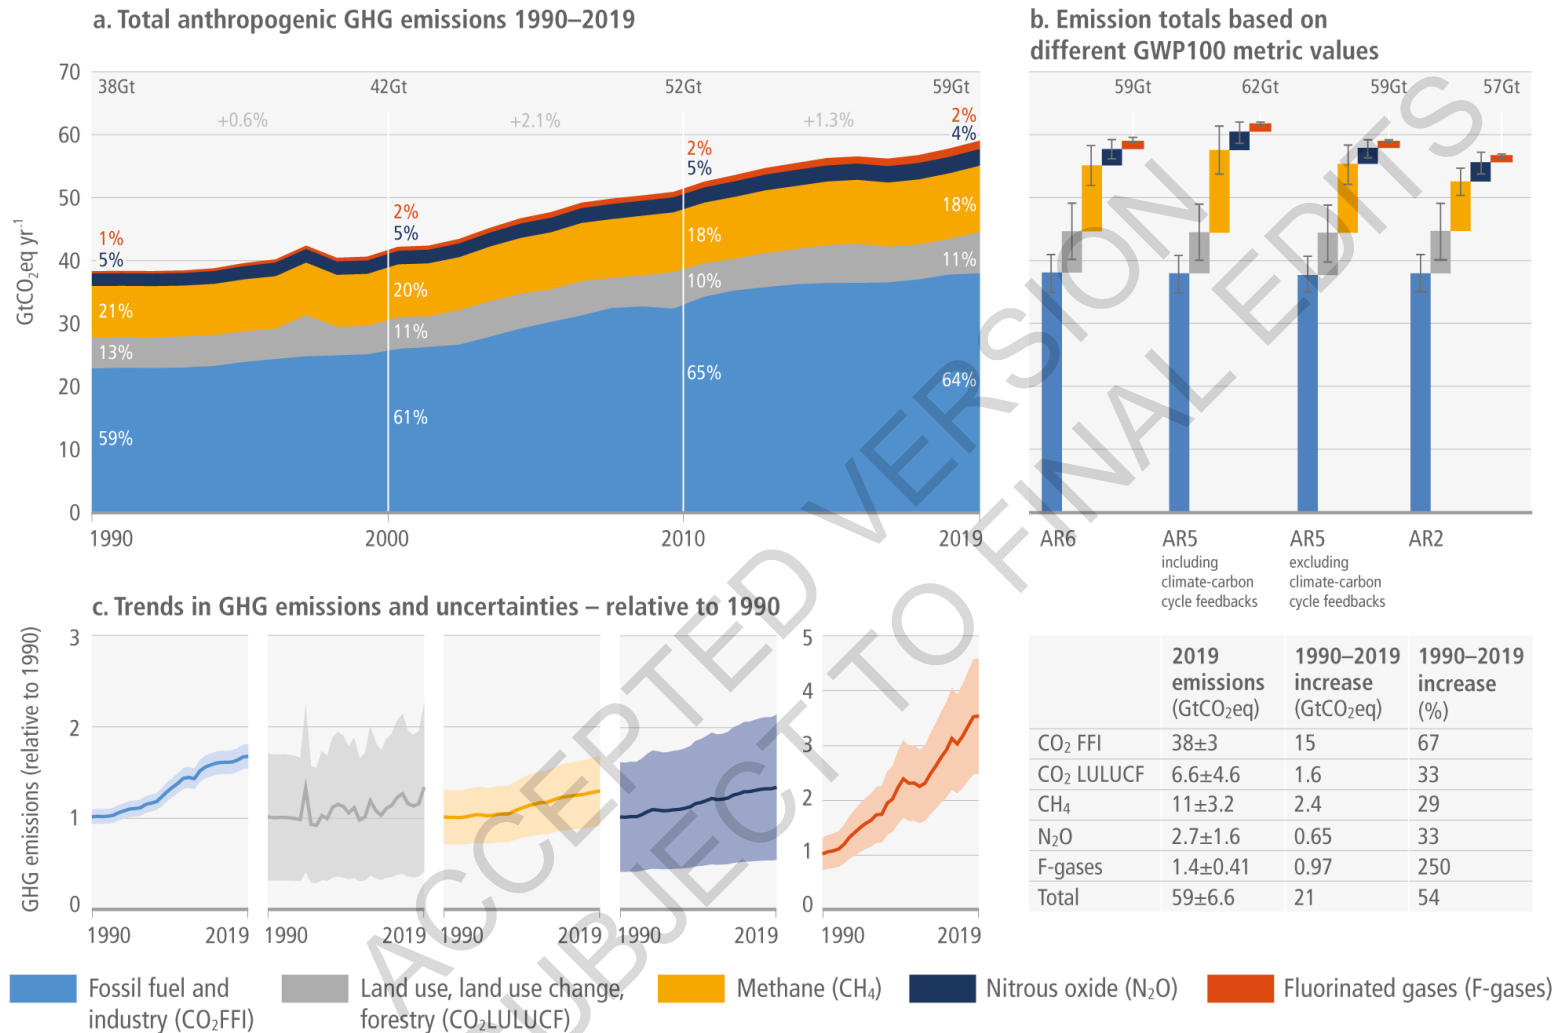 a. Total anthropogenic GHG emissions 1990–2019
70
60
50
40
30
20
10
0
GtCO₂eq yr⁻¹
38Gt
42Gt
52Gt
59Gt
+0.6%
+2.1%
+1.3%
1%
5%
21%
13%
59%
2%
5%
20%
11%
61%
2%
5%
18%
10%
65%
2%
4%
18%
11%
64%
1990
2000
2010
2019
b. Emission totals based on
different GWP100 metric values
59Gt
62Gt
59Gt
57Gt
AR6
AR5
including
climate-carbon
cycle feedbacks
AR5
excluding
climate-carbon
cycle feedbacks
AR2
c. Trends in GHG emissions and uncertainties – relative to 1990
GHG emissions (relative to 1990)
3
2
1
0
1990
2019
1990
2019
1990
2019
1990
2019
5
4
3
2
1
0
1990
2019
2019 emissions (GtCO₂eq) 1990–2019 increase (GtCO₂eq) 1990–2019 increase (%)
CO₂ FFI 38±3 15 67
CO₂ LULUCF 6.6±4.6 1.6 33
CH₄ 11±3.2 2.4 29
N₂O 2.7±1.6 0.65 33
F-gases 1.4±0.41 0.97 250
Total 59±6.6 21 54
Fossil fuel and
industry (CO₂FFI)
Land use, land use change,
forestry (CO₂LULUCF)
Methane (CH₄)
Nitrous oxide (N₂O)
Fluorinated gases (F-gases)
ACCEPTED VERSION
SUBJECT TO FINAL EDITS